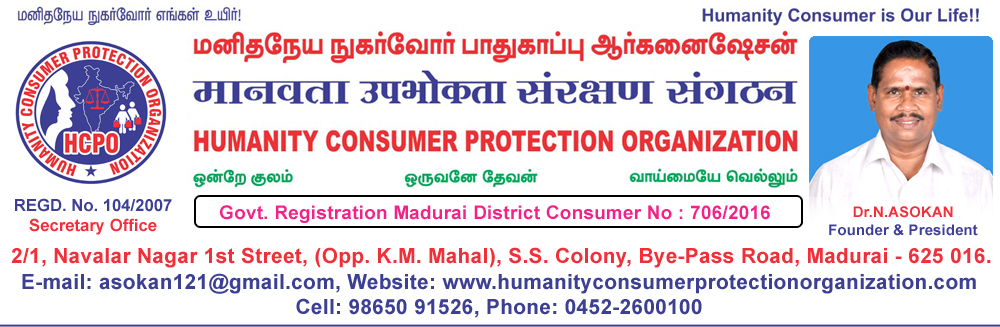 மனிதநேய நுகர்வோர் எங்கள் உயிர்!
Humanity Consumer is Our Life!!
HUMANITY CONSUMER PROTECTION ORGANIZATION
HCPO
மனிதநேய நுகர்வோர் பாதுகாப்பு ஆர்கனைஷேசன்
मानवता उपभोकता संरक्षण संगठन
HUMANITY CONSUMER PROTECTION ORGANIZATION
ஒன்றே குலம் ஒருவனே தேவன் வாய்மையே வெல்லும்
REGD. No. 104/2007
Secretary Office
Govt. Registration Madurai District Consumer No : 706/2016
Dr.N.ASOKAN
Founder & President
2/1, Navalar Nagar 1st Street, (Opp. K.M. Mahal), S.S. Colony, Bye-Pass Road, Madurai - 625 016.
E-mail: asokan121@gmail.com, Website: www.humanityconsumerprotectionorganization.com
Cell: 98650 91526, Phone: 0452-2600100